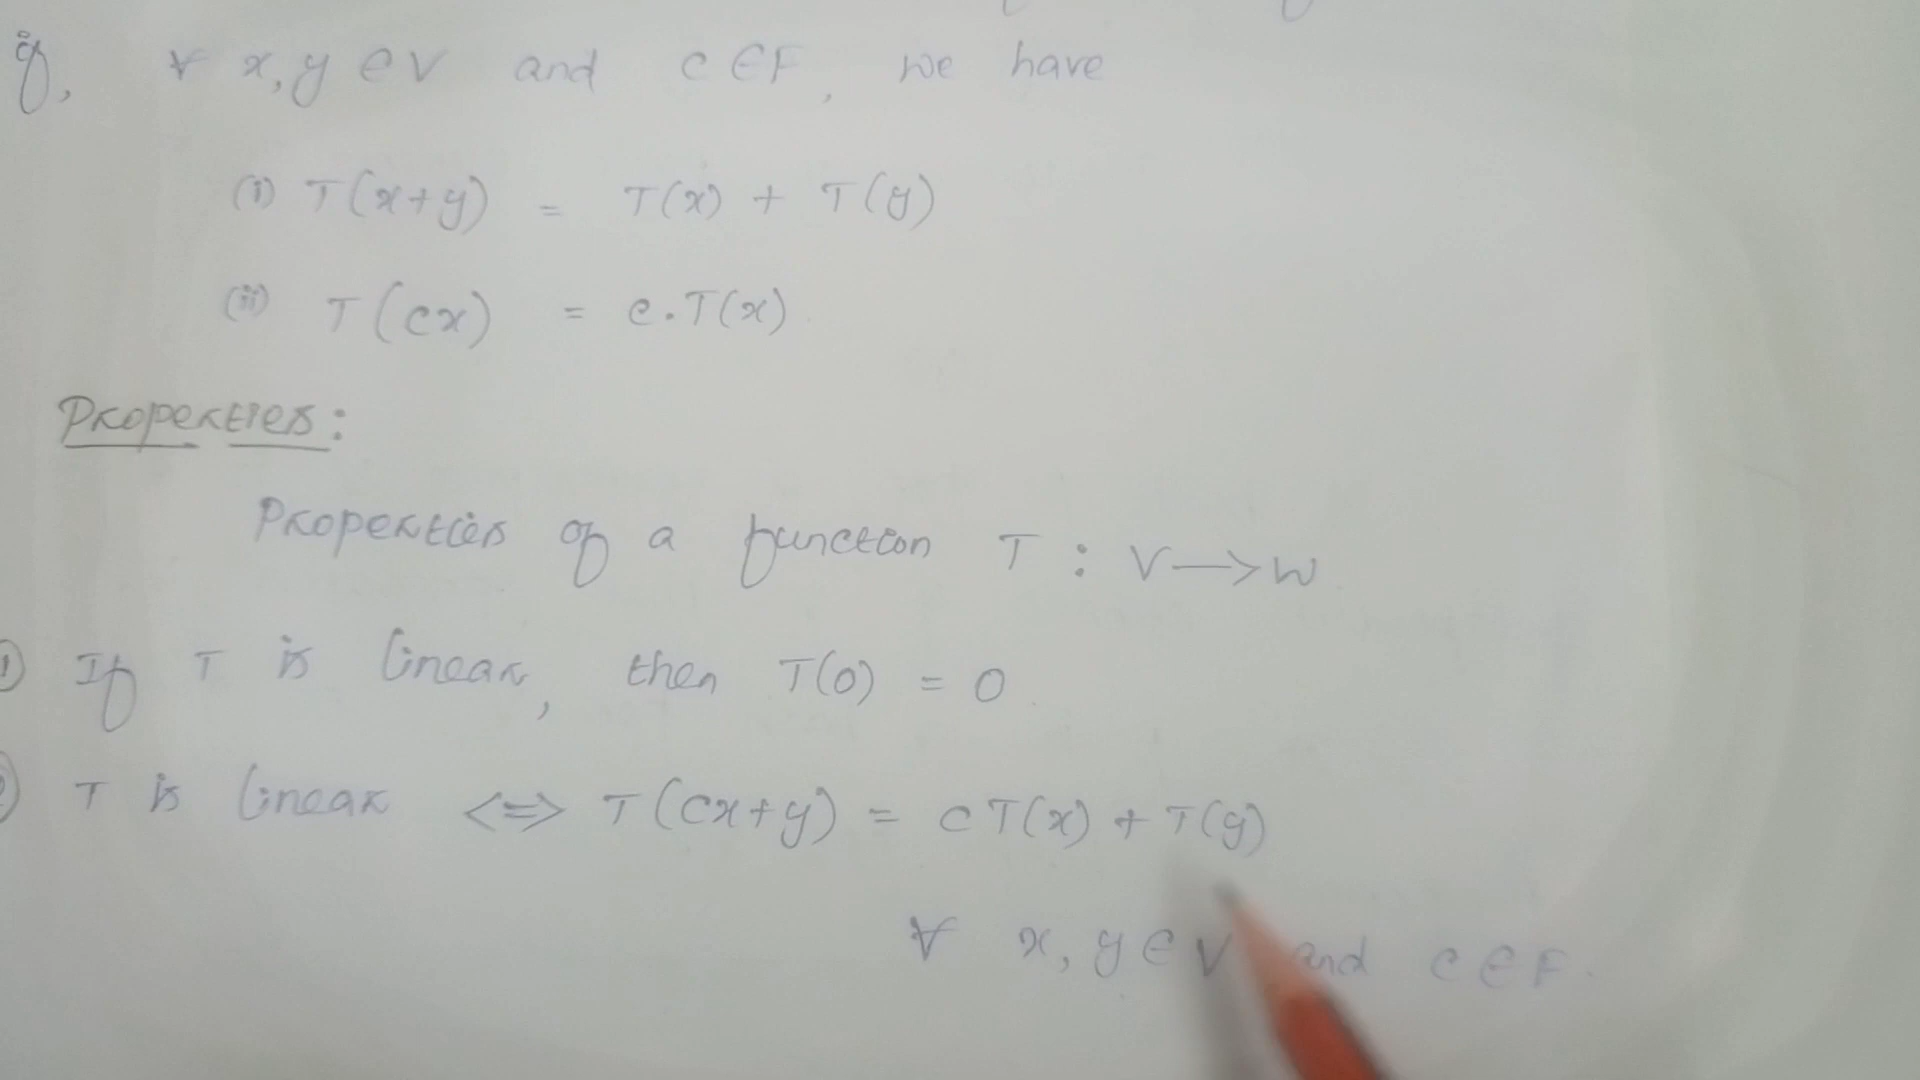 if, ∀ x,y ∈ V and c ∈ F, we have
(i) T(x+y) = T(x) + T(y)
(ii) T(cx) = c.T(x)
Properties:
Properties of a function T : V → W
① If T is linear, then T(0) = 0
② T is linear <=> T(cx+y) = cT(x) + T(y)
∀ x, y ∈ V and c ∈ F.